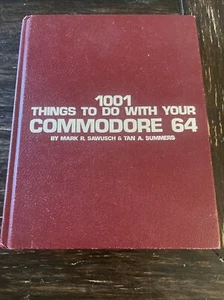 1001
THINGS TO DO WITH YOUR
COMMODORE 64
BY MARK R. SAWUSCH & TAN A. SUMMERS